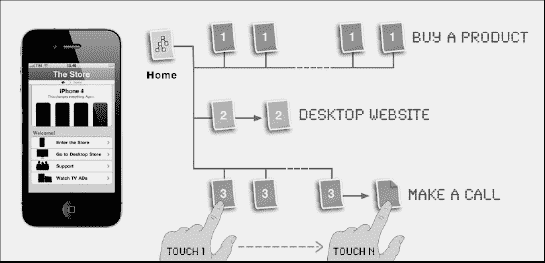 The Store
iPhone 4
This changes everything. Again.
Welcome!
Enter the Store
Go to Desktop Store
Support
Watch TV ADs
Home
1
1
1
1
BUY A PRODUCT
2
2
DESKTOP WEBSITE
3
3
3
MAKE A CALL
TOUCH 1
TOUCH N